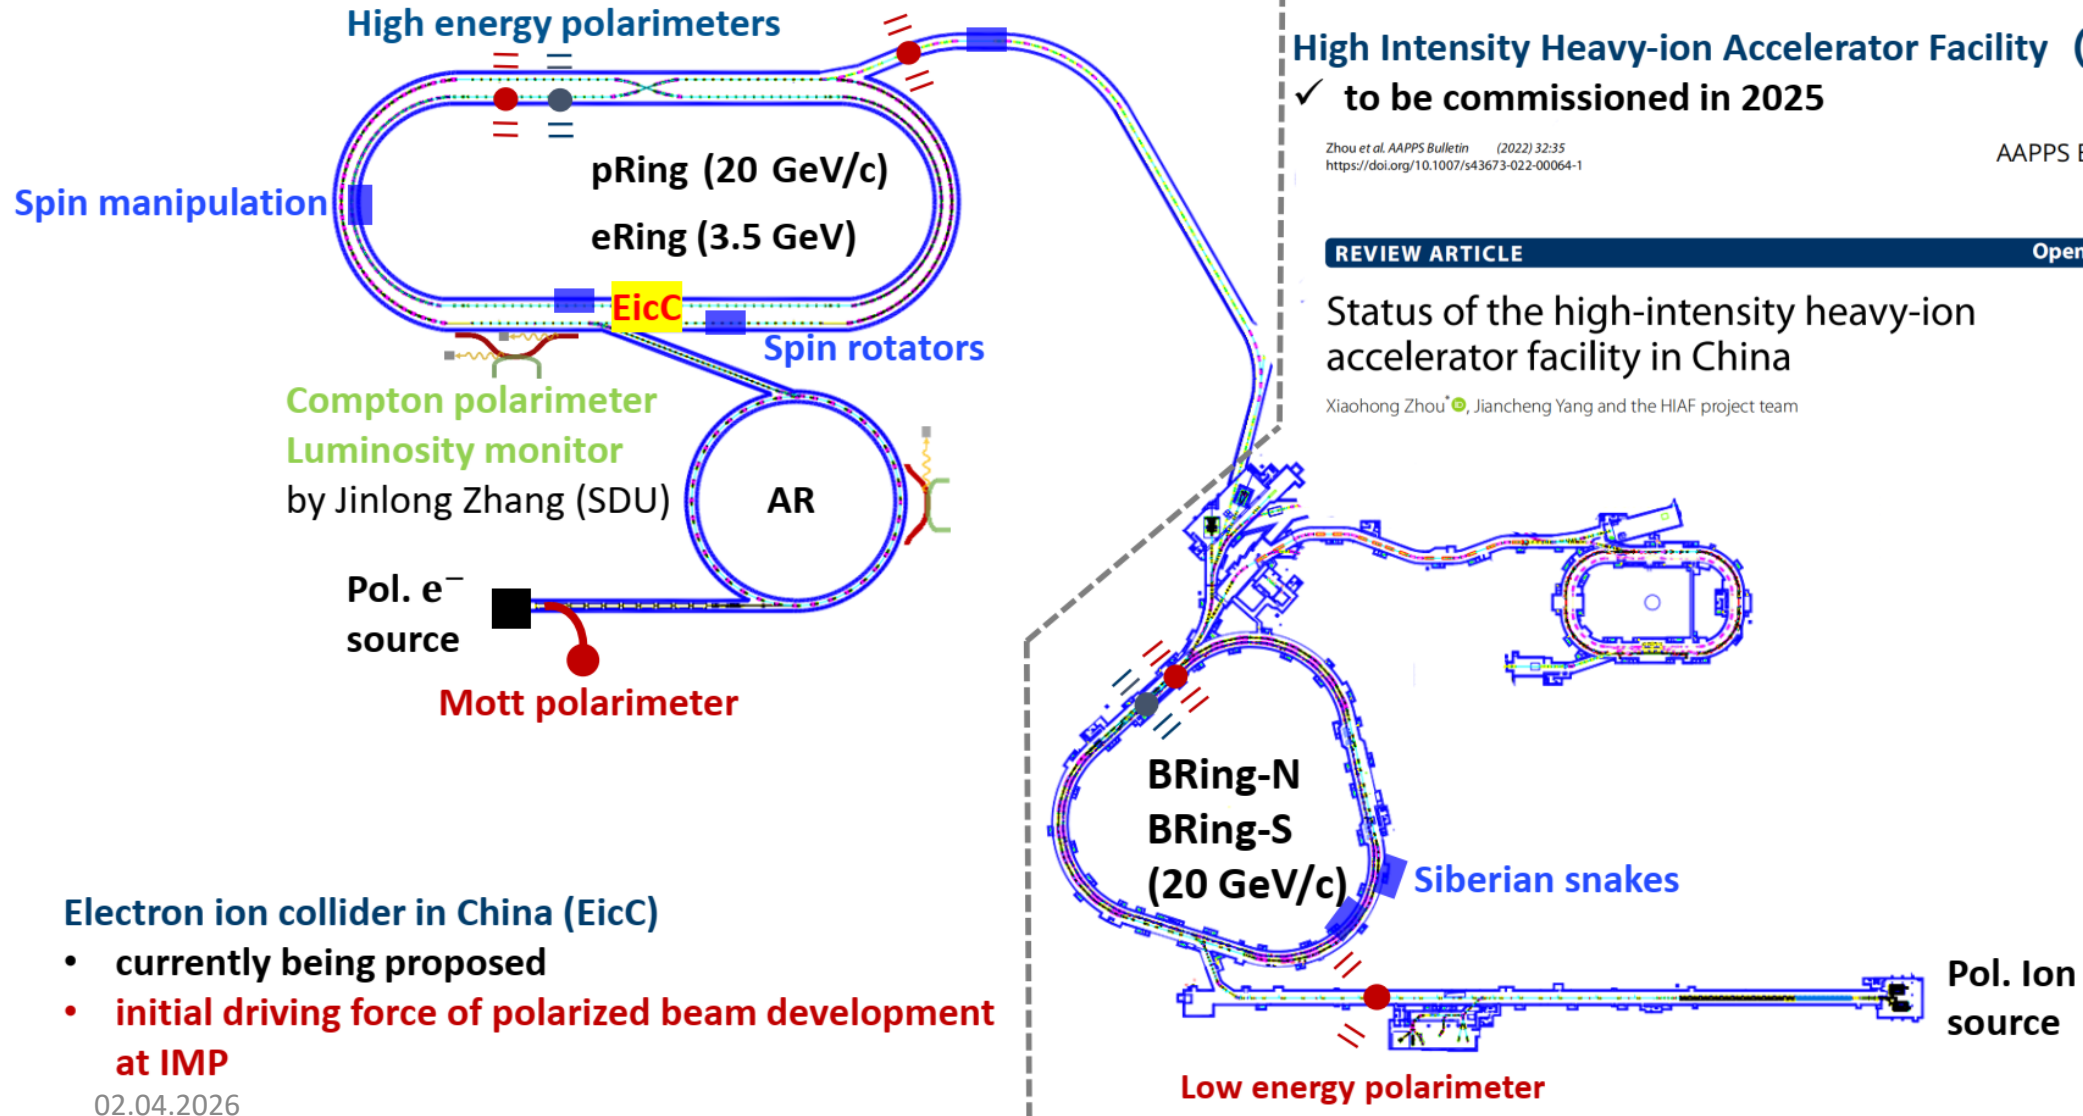 High energy polarimeters
Spin manipulation
pRing (20 GeV/c)
eRing (3.5 GeV)
EicC
Spin rotators
Compton polarimeter
Luminosity monitor
by Jinlong Zhang (SDU)
AR
Pol. e⁻
source
Mott polarimeter
Electron ion collider in China (EicC)
• currently being proposed
• initial driving force of polarized beam development
at IMP
02.04.2026
High Intensity Heavy-ion Accelerator Facility (
✓ to be commissioned in 2025
Zhou et al. AAPPS Bulletin (2022) 32:35
https://doi.org/10.1007/s43673-022-00064-1
AAPPS
REVIEW ARTICLE
Open
Status of the high-intensity heavy-ion
accelerator facility in China
Xiaohong Zhou*, Jiancheng Yang and the HIAF project team
BRing-N
BRing-S
(20 GeV/c)
Siberian snakes
Pol. Ion
source
Low energy polarimeter